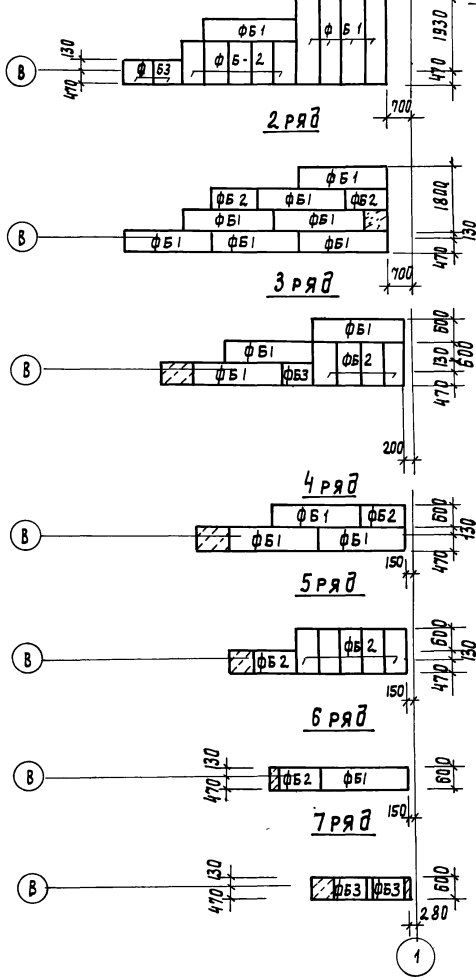 ФБ1 ФБ1 1930
130
В Ф Б3 ФБ-2 470
470
700
2 ряд
ФБ1
ФБ2 ФБ1 ФБ2 1800
ФБ1 ФБ1
В ФБ1 ФБ1 ФБ1 130
470
700
3 ряд
ФБ1 600
ФБ1 ФБ2 130 600
В ФБ1 ФБ3 470
200
4 ряд
ФБ1 ФБ2 600
В ФБ1 ФБ1 130
150 470
5 ряд
ФБ2 600
В ФБ2 130
470
150
6 ряд
130
В ФБ2 ФБ1 600
470
150
7 ряд
130
В ФБ3 ФБ3 600
470
280
1